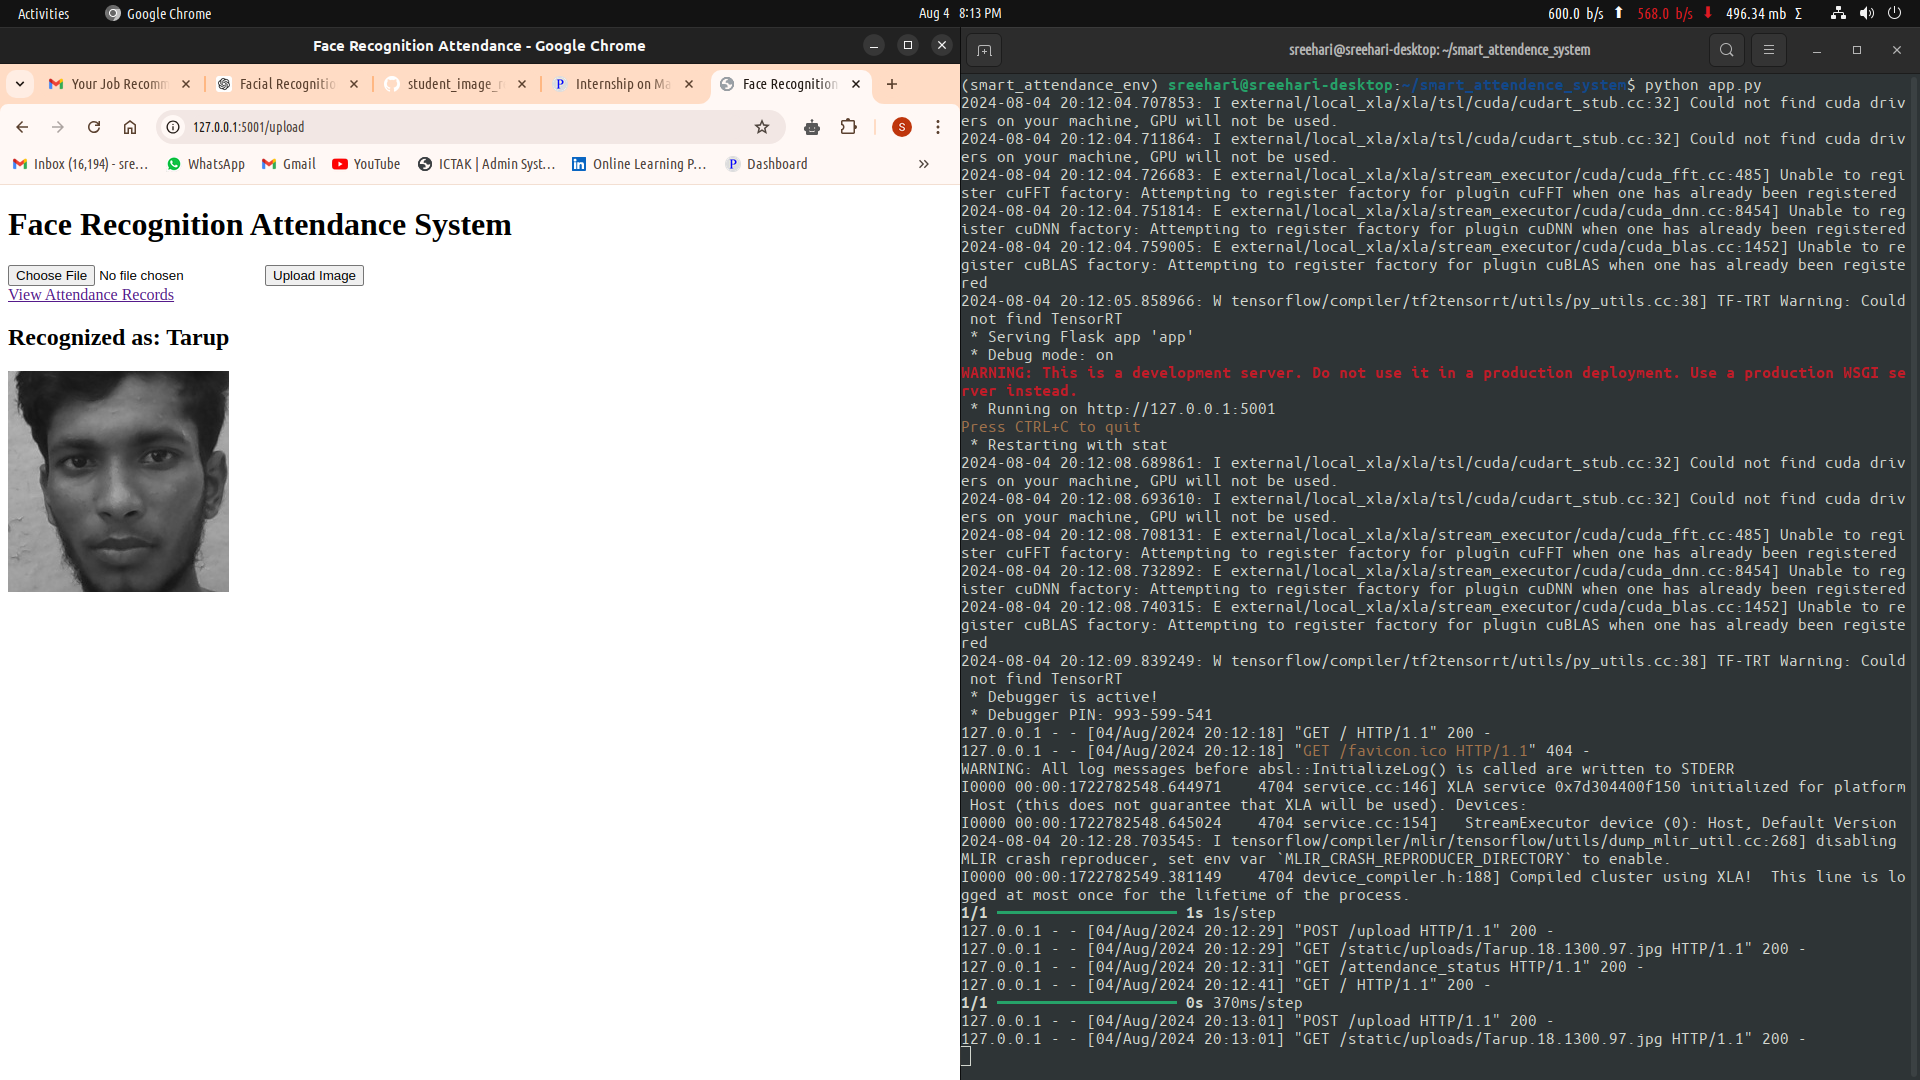 Activities
Google Chrome
Aug 4 8:13 PM
600.0 b/s 568.0 b/s 496.34 mb Σ
Face Recognition Attendance - Google Chrome
Your Job Recomm
Facial Recognitio
student_image_r
Internship on Ma
Face Recognition
127.0.0.1:5001/upload
S
Inbox (16,194) - sre…
WhatsApp
Gmail
YouTube
ICTAK | Admin Syst…
Online Learning P…
Dashboard
Face Recognition Attendance System
Choose File No file chosen
Upload Image
View Attendance Records
Recognized as: Tarup
sreehari@sreehari-desktop: ~/smart_attendence_system
(smart_attendance_env) sreehari@sreehari-desktop:~/smart_attendence_system$ python app.py
2024-08-04 20:12:04.707853: I external/local_xla/xla/tsl/cuda/cudart_stub.cc:32] Could not find cuda driv
ers on your machine, GPU will not be used.
2024-08-04 20:12:04.711864: I external/local_xla/xla/tsl/cuda/cudart_stub.cc:32] Could not find cuda driv
ers on your machine, GPU will not be used.
2024-08-04 20:12:04.726683: E external/local_xla/xla/stream_executor/cuda/cuda_fft.cc:485] Unable to regi
ster cuFFT factory: Attempting to register factory for plugin cuFFT when one has already been registered
2024-08-04 20:12:04.751814: E external/local_xla/xla/stream_executor/cuda/cuda_dnn.cc:8454] Unable to reg
ister cuDNN factory: Attempting to register factory for plugin cuDNN when one has already been registered
2024-08-04 20:12:04.759005: E external/local_xla/xla/stream_executor/cuda/cuda_blas.cc:1452] Unable to re
gister cuBLAS factory: Attempting to register factory for plugin cuBLAS when one has already been registe
red
2024-08-04 20:12:05.858966: W tensorflow/compiler/tf2tensorrt/utils/py_utils.cc:38] TF-TRT Warning: Could
not find TensorRT
* Serving Flask app 'app'
* Debug mode: on
WARNING: This is a development server. Do not use it in a production deployment. Use a production WSGI se
rver instead.
* Running on http://127.0.0.1:5001
Press CTRL+C to quit
* Restarting with stat
2024-08-04 20:12:08.689861: I external/local_xla/xla/tsl/cuda/cudart_stub.cc:32] Could not find cuda driv
ers on your machine, GPU will not be used.
2024-08-04 20:12:08.693610: I external/local_xla/xla/tsl/cuda/cudart_stub.cc:32] Could not find cuda driv
ers on your machine, GPU will not be used.
2024-08-04 20:12:08.708131: E external/local_xla/xla/stream_executor/cuda/cuda_fft.cc:485] Unable to regi
ster cuFFT factory: Attempting to register factory for plugin cuFFT when one has already been registered
2024-08-04 20:12:08.732892: E external/local_xla/xla/stream_executor/cuda/cuda_dnn.cc:8454] Unable to reg
ister cuDNN factory: Attempting to register factory for plugin cuDNN when one has already been registered
2024-08-04 20:12:08.740315: E external/local_xla/xla/stream_executor/cuda/cuda_blas.cc:1452] Unable to re
gister cuBLAS factory: Attempting to register factory for plugin cuBLAS when one has already been registe
red
2024-08-04 20:12:09.839249: W tensorflow/compiler/tf2tensorrt/utils/py_utils.cc:38] TF-TRT Warning: Could
not find TensorRT
* Debugger is active!
* Debugger PIN: 993-599-541
127.0.0.1 - - [04/Aug/2024 20:12:18] "GET / HTTP/1.1" 200 -
127.0.0.1 - - [04/Aug/2024 20:12:18] "GET /favicon.ico HTTP/1.1" 404 -
WARNING: All log messages before absl::InitializeLog() is called are written to STDERR
I0000 00:00:1722782548.644971 4704 service.cc:146] XLA service 0x7d304400f150 initialized for platform
Host (this does not guarantee that XLA will be used). Devices:
I0000 00:00:1722782548.645024 4704 service.cc:154] StreamExecutor device (0): Host, Default Version
2024-08-04 20:12:28.703545: I tensorflow/compiler/mlir/tensorflow/utils/dump_mlir_util.cc:268] disabling
MLIR crash reproducer, set env var `MLIR_CRASH_REPRODUCER_DIRECTORY` to enable.
I0000 00:00:1722782549.381149 4704 device_compiler.h:188] Compiled cluster using XLA! This line is lo
gged at most once for the lifetime of the process.
1/1 ━━━━━━━━━━━━━━━━━━━━ 1s 1s/step
127.0.0.1 - - [04/Aug/2024 20:12:29] "POST /upload HTTP/1.1" 200 -
127.0.0.1 - - [04/Aug/2024 20:12:29] "GET /static/uploads/Tarup.18.1300.97.jpg HTTP/1.1" 200 -
127.0.0.1 - - [04/Aug/2024 20:12:31] "GET /attendance_status HTTP/1.1" 200 -
127.0.0.1 - - [04/Aug/2024 20:12:41] "GET / HTTP/1.1" 200 -
1/1 ━━━━━━━━━━━━━━━━━━━━ 0s 370ms/step
127.0.0.1 - - [04/Aug/2024 20:13:01] "POST /upload HTTP/1.1" 200 -
127.0.0.1 - - [04/Aug/2024 20:13:01] "GET /static/uploads/Tarup.18.1300.97.jpg HTTP/1.1" 200 -